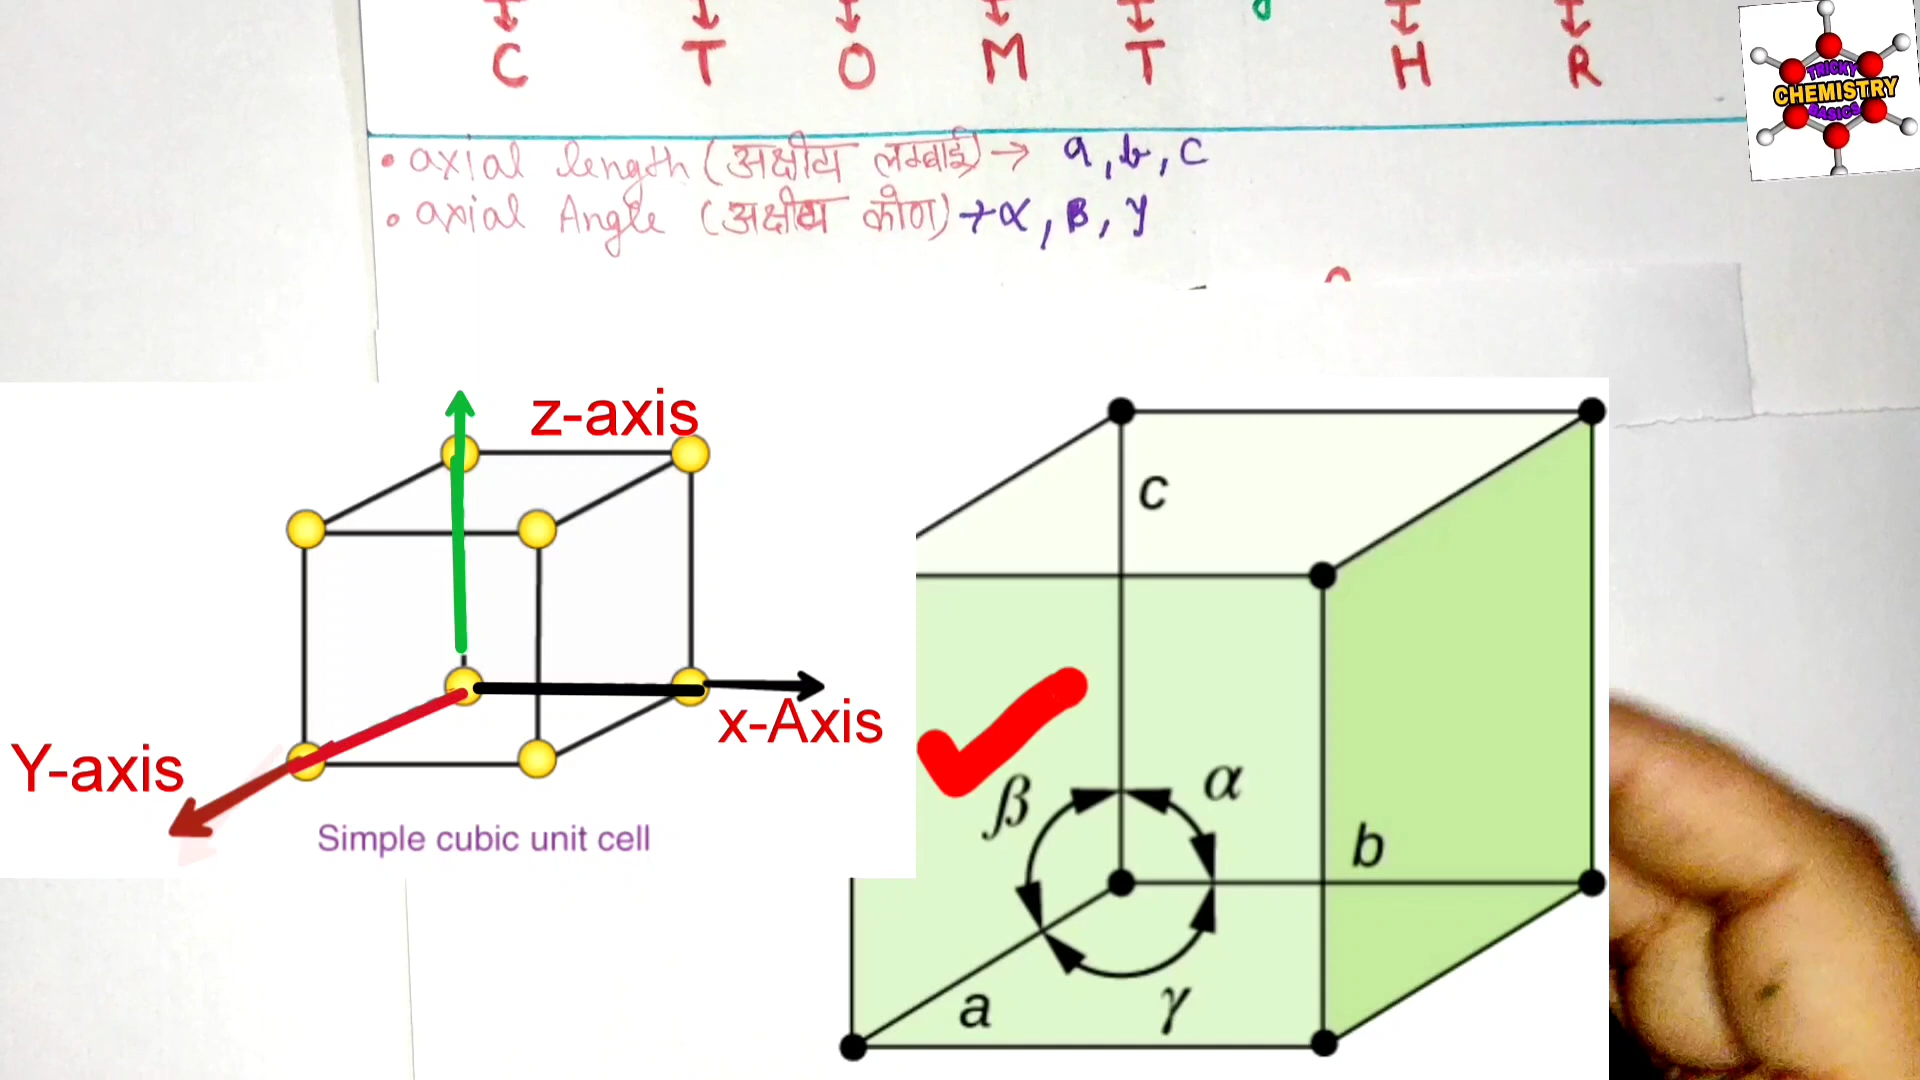 C T O M T H R
TRICKY
CHEMISTRY
BASICS
• axial length (अक्षीय लम्बाई) → a, b, c
• axial Angle (अक्षीय कोण) → α, β, γ
z-axis
x-Axis
Y-axis
Simple cubic unit cell
c
β
α
b
a
γ